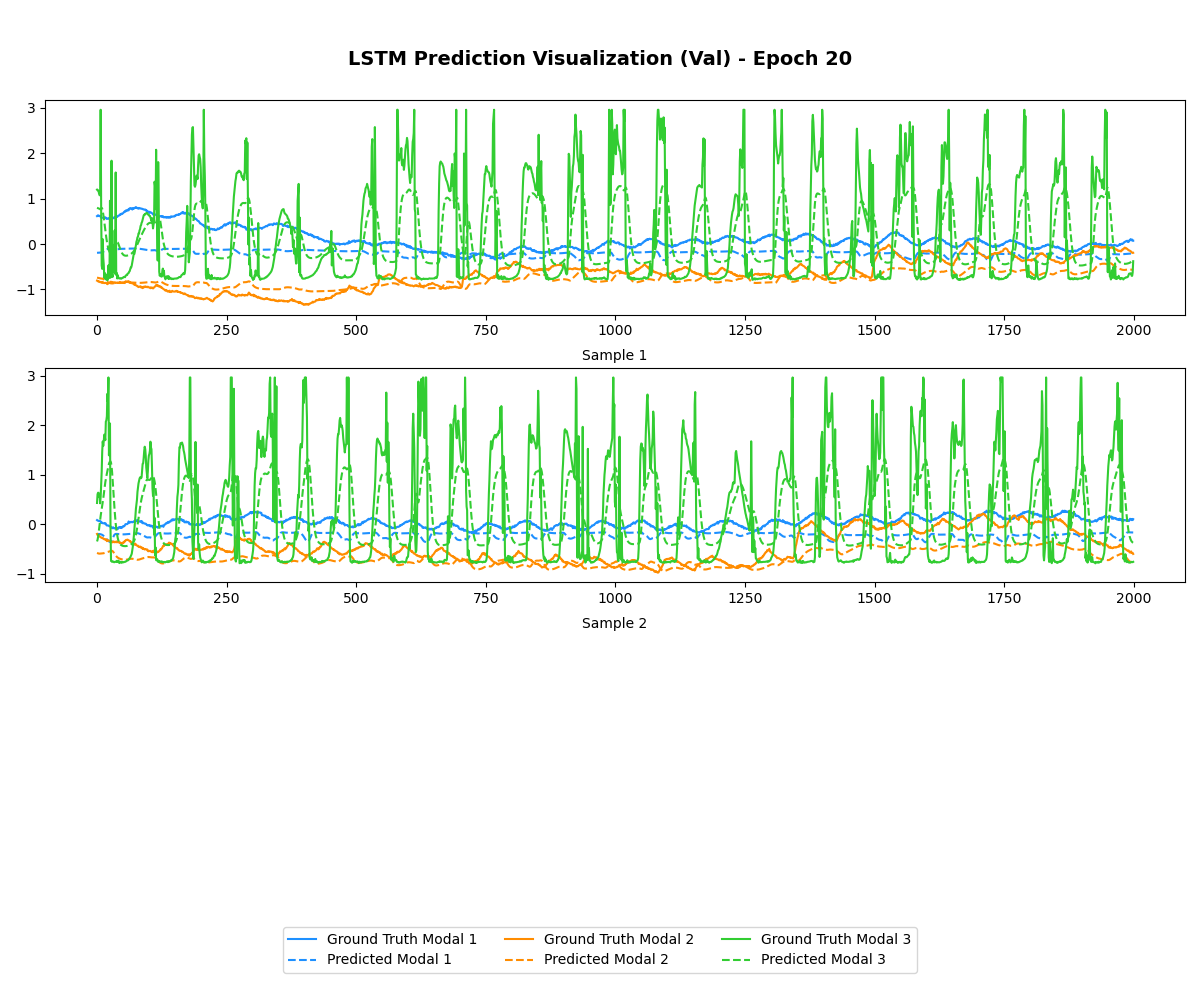 LSTM Prediction Visualization (Val) - Epoch 20
3
2
1
0
−1
0 250 500 750 1000 1250 1500 1750 2000
Sample 1
3
2
1
0
−1
0 250 500 750 1000 1250 1500 1750 2000
Sample 2
Ground Truth Modal 1 Ground Truth Modal 2 Ground Truth Modal 3
Predicted Modal 1 Predicted Modal 2 Predicted Modal 3